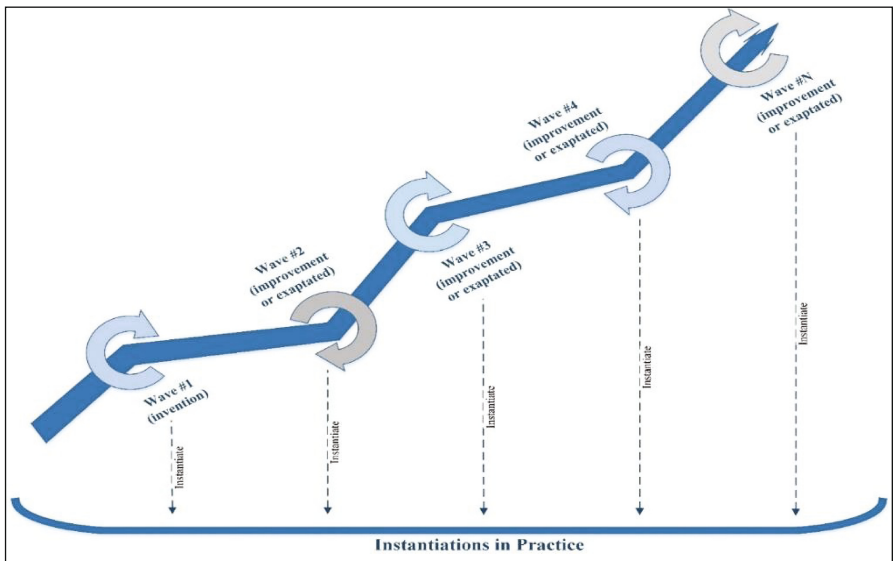 Wave #1
(invention)
Instantiate
Wave #2
(improvement
or exaptated)
Instantiate
Wave #3
(improvement
or exaptated)
Instantiate
Wave #4
(improvement
or exaptated)
Instantiate
Wave #N
(improvement
or exaptated)
Instantiate
Instantiations in Practice